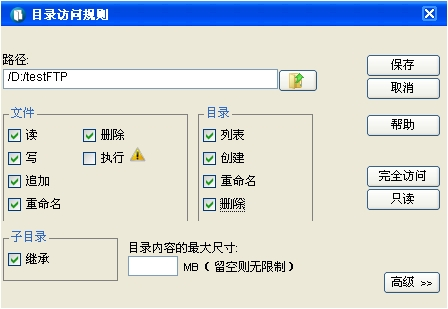 目录访问规则
路径:
/D:/testFTP
保存
取消
帮助
完全访问
只读
文件
读
删除
写
执行
追加
重命名
目录
列表
创建
重命名
删除
子目录
继承
目录内容的最大尺寸:
MB（留空则无限制）
高级 >>